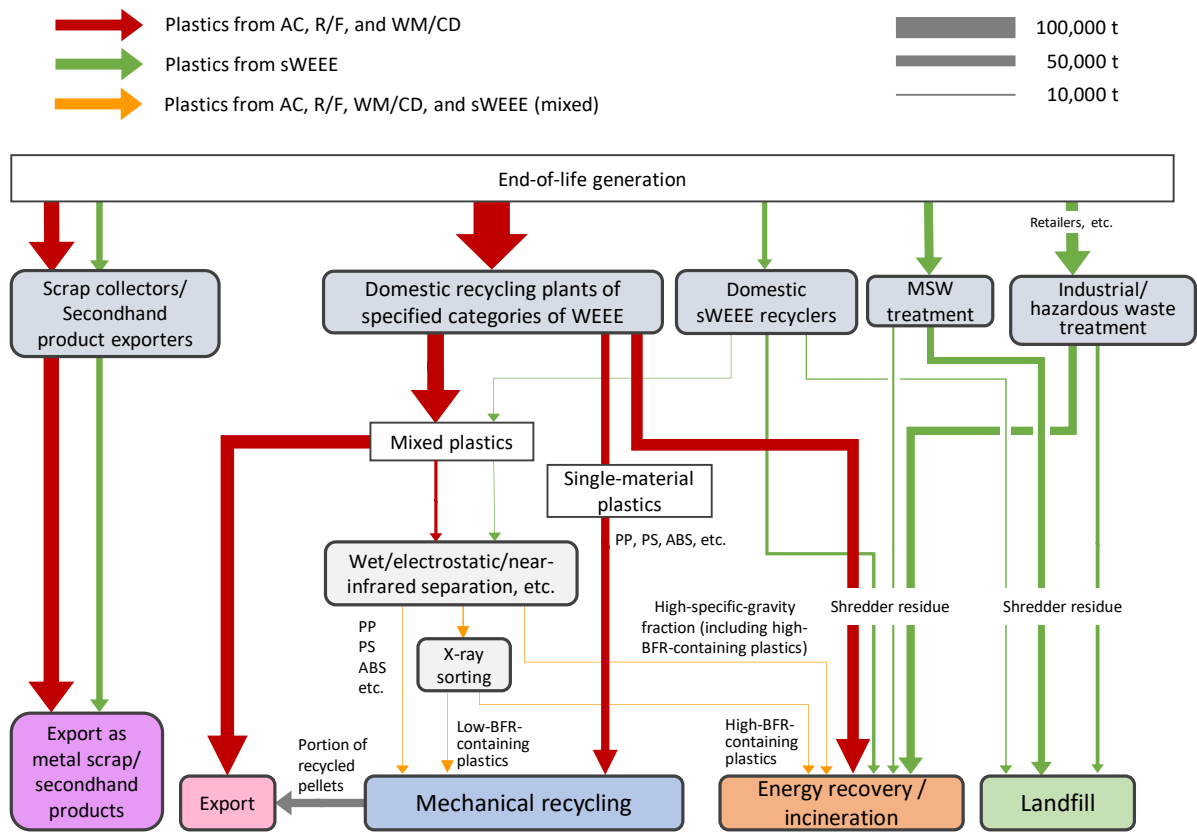 Plastics from AC, R/F, and WM/CD
Plastics from sWEEE
Plastics from AC, R/F, WM/CD, and sWEEE (mixed)
100,000 t
50,000 t
10,000 t
End-of-life generation
Retailers, etc.
Scrap collectors/
Secondhand
product exporters
Domestic recycling plants of
specified categories of WEEE
Domestic
sWEEE recyclers
MSW
treatment
Industrial/
hazardous waste
treatment
Mixed plastics
Single-material
plastics
PP, PS, ABS, etc.
Wet/electrostatic/near-
infrared separation, etc.
PP
PS
ABS
etc.
X-ray
sorting
High-specific-gravity
fraction (including high-
BFR-containing plastics)
Shredder residue
Shredder residue
Low-BFR-
containing
plastics
High-BFR-
containing
plastics
Portion of
recycled
pellets
Export as
metal scrap/
secondhand
products
Export
Mechanical recycling
Energy recovery /
incineration
Landfill